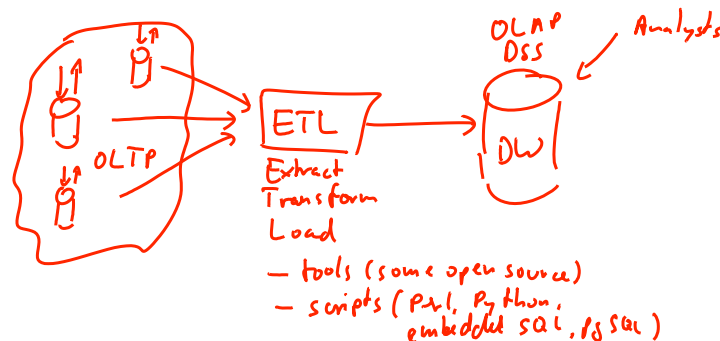 OLTP
ETL
Extract
Transform
Load
- tools (some open source)
- scripts (Perl, Python,
embedded SQL, pgSQL)
OLAP
DSS
DW
Analysts